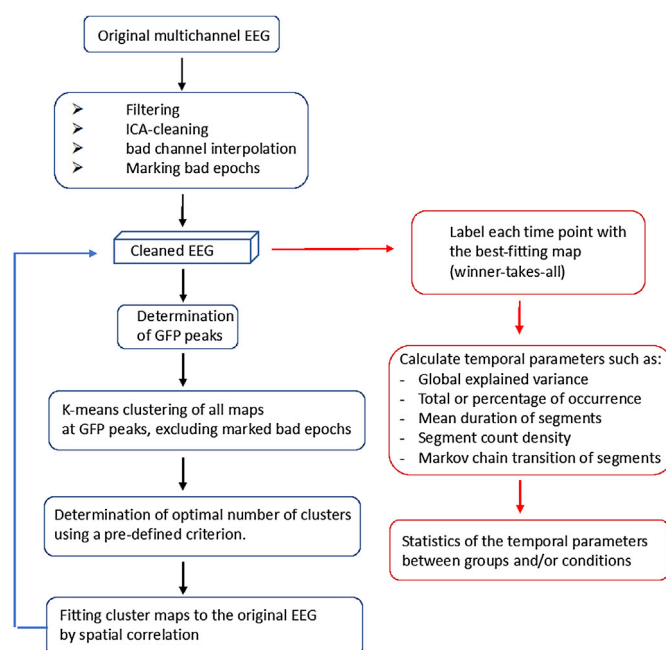 Original multichannel EEG
➢ Filtering
➢ ICA-cleaning
➢ bad channel interpolation
➢ Marking bad epochs
Cleaned EEG
Determination
of GFP peaks
K-means clustering of all maps
at GFP peaks, excluding marked bad epochs
Determination of optimal number of clusters
using a pre-defined criterion.
Fitting cluster maps to the original EEG
by spatial correlation
Label each time point with
the best-fitting map
(winner-takes-all)
Calculate temporal parameters such as:
- Global explained variance
- Total or percentage of occurrence
- Mean duration of segments
- Segment count density
- Markov chain transition of segments
Statistics of the temporal parameters
between groups and/or conditions